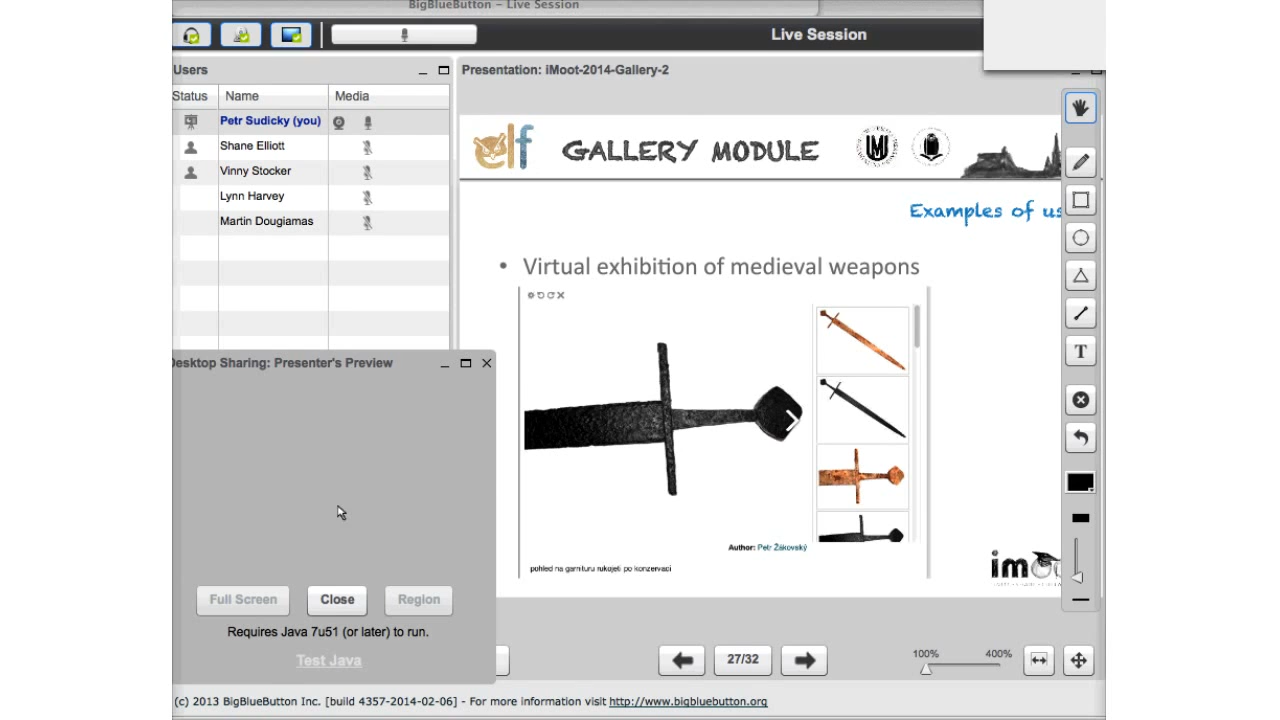 BigBlueButton – Live Session
Live Session
Users
Status Name Media
Petr Sudicky (you)
Shane Elliott
Vinny Stocker
Lynn Harvey
Martin Dougiamas
Presentation: iMoot-2014-Gallery-2
elf GALLERY MODULE
Examples of us
• Virtual exhibition of medieval weapons
Author: Petr Žákovský
pohled na garnituru rukojeti po konzervaci
imo
Desktop Sharing: Presenter's Preview
Full Screen Close Region
Requires Java 7u51 (or later) to run.
Test Java
27/32
100% 400%
T
(c) 2013 BigBlueButton Inc. [build 4357-2014-02-06] - For more information visit http://www.bigbluebutton.org